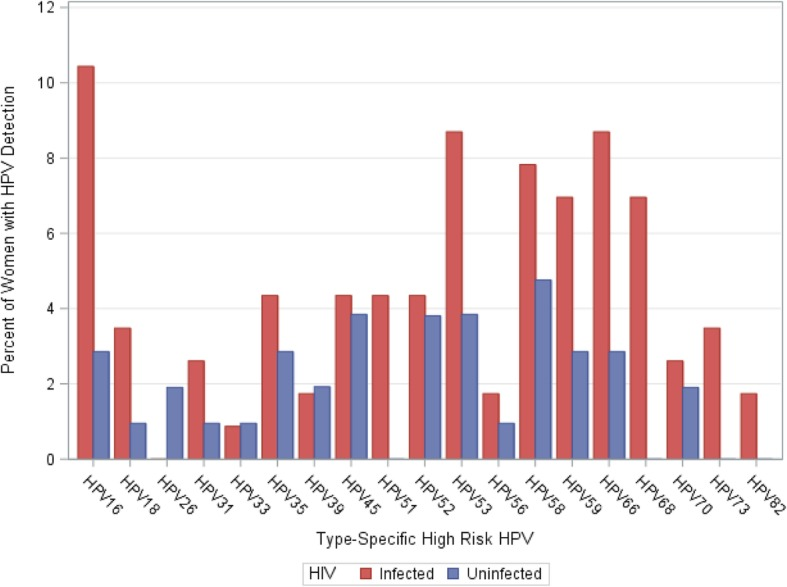 Percent of Women with HPV Detection
12
10
8
6
4
2
0
HPV16
HPV18
HPV26
HPV31
HPV33
HPV35
HPV39
HPV45
HPV51
HPV52
HPV53
HPV56
HPV58
HPV59
HPV66
HPV68
HPV70
HPV73
HPV82
Type-Specific High Risk HPV
HIV Infected Uninfected